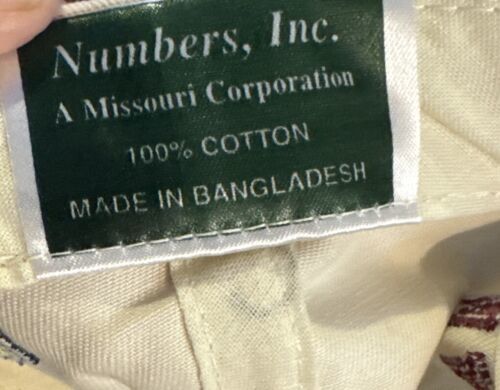 Numbers, Inc.
A Missouri Corporation
100% COTTON
MADE IN BANGLADESH